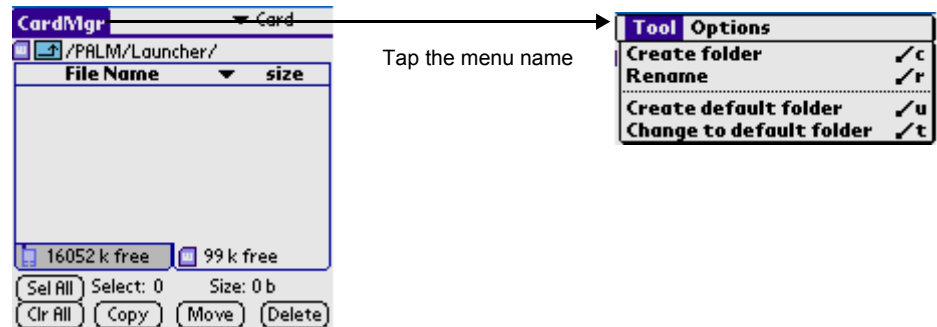 CardMgr Card
/PALM/Launcher/
File Name size
16052 k free 99 k free
Sel All Select: 0 Size: 0 b
Clr All Copy Move Delete
Tap the menu name
Tool Options
Create folder /c
Rename /r
Create default folder /u
Change to default folder /t